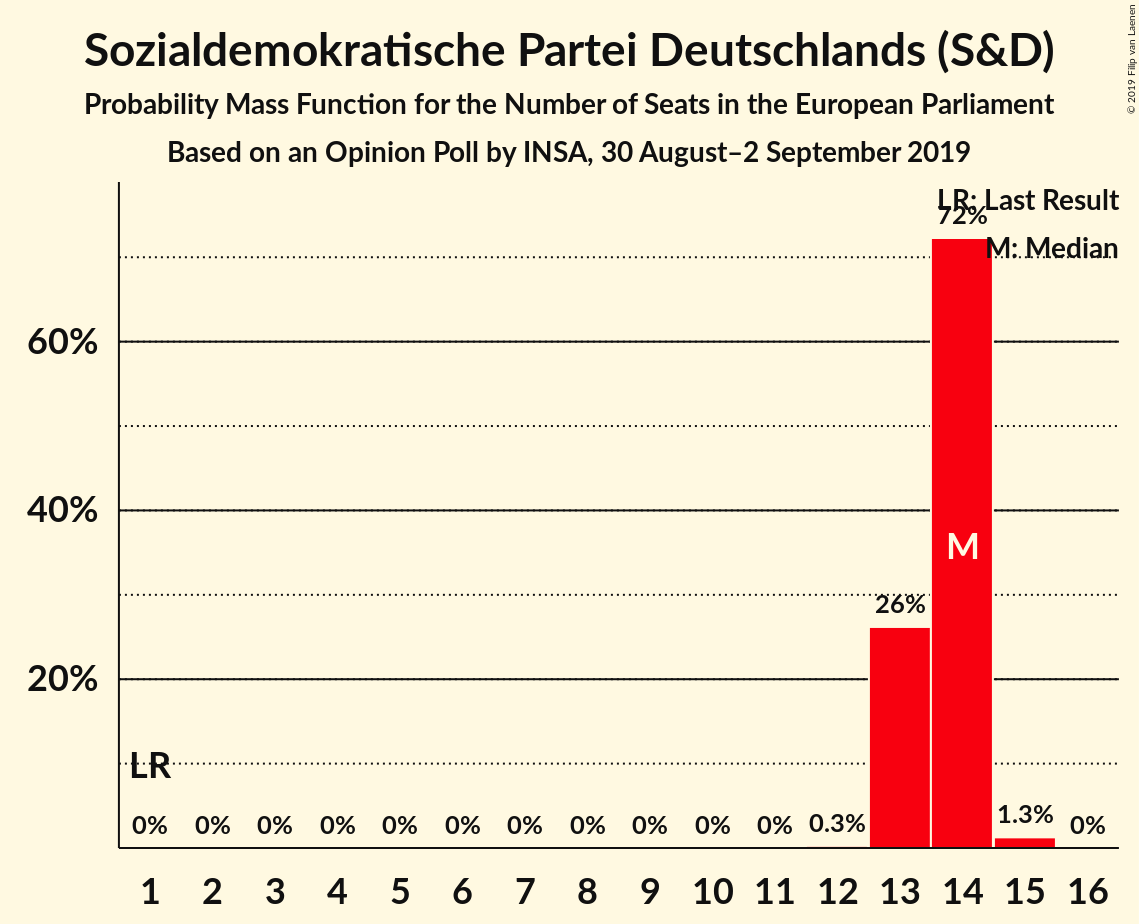 Sozialdemokratische Partei Deutschlands (S&D)
Probability Mass Function for the Number of Seats in the European Parliament
Based on an Opinion Poll by INSA, 30 August–2 September 2019
© 2019 Filip van Laenen
LR: Last Result
M: Median
72%
60%
40%
M
26%
20%
LR
0% 0% 0% 0% 0% 0% 0% 0% 0% 0% 0% 0.3% 1.3% 0%
1 2 3 4 5 6 7 8 9 10 11 12 13 14 15 16